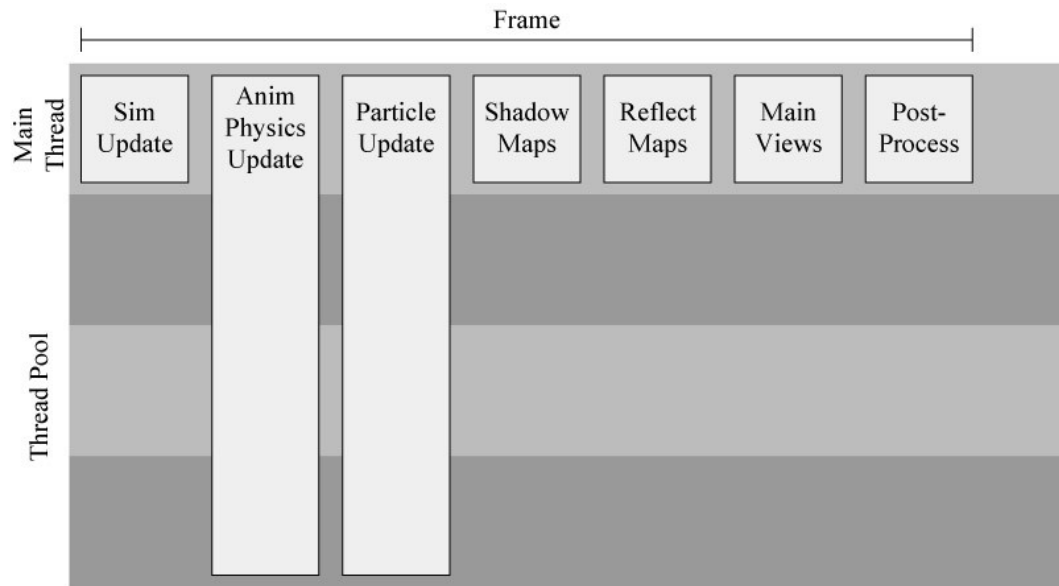 Frame
Main
Thread
Sim
Update
Anim
Physics
Update
Particle
Update
Shadow
Maps
Reflect
Maps
Main
Views
Post-
Process
Thread Pool